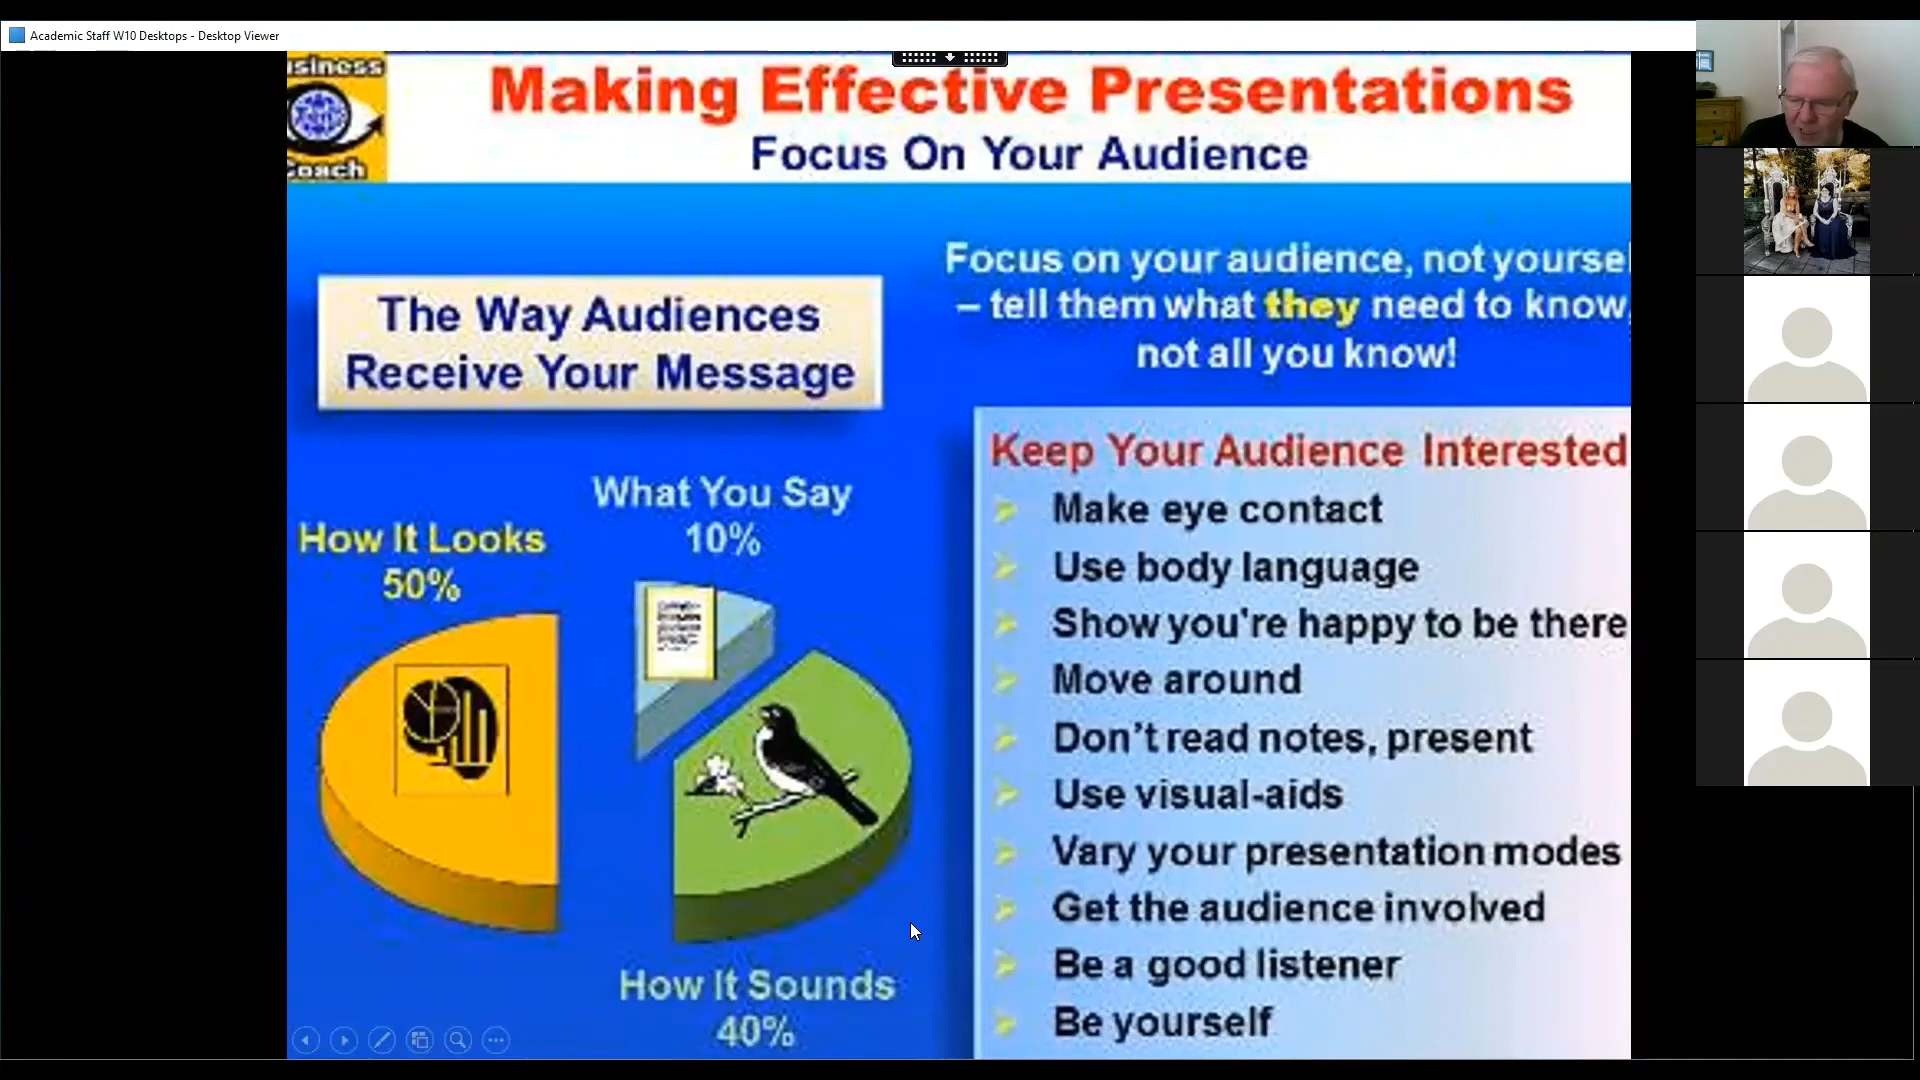 Academic Staff W10 Desktops - Desktop Viewer
usiness
Coach
Making Effective Presentations
Focus On Your Audience
Focus on your audience, not yoursel
– tell them what they need to know,
not all you know!
The Way Audiences
Receive Your Message
What You Say
10%
How It Looks
50%
How It Sounds
40%
Keep Your Audience Interested
Make eye contact
Use body language
Show you're happy to be there
Move around
Don't read notes, present
Use visual-aids
Vary your presentation modes
Get the audience involved
Be a good listener
Be yourself